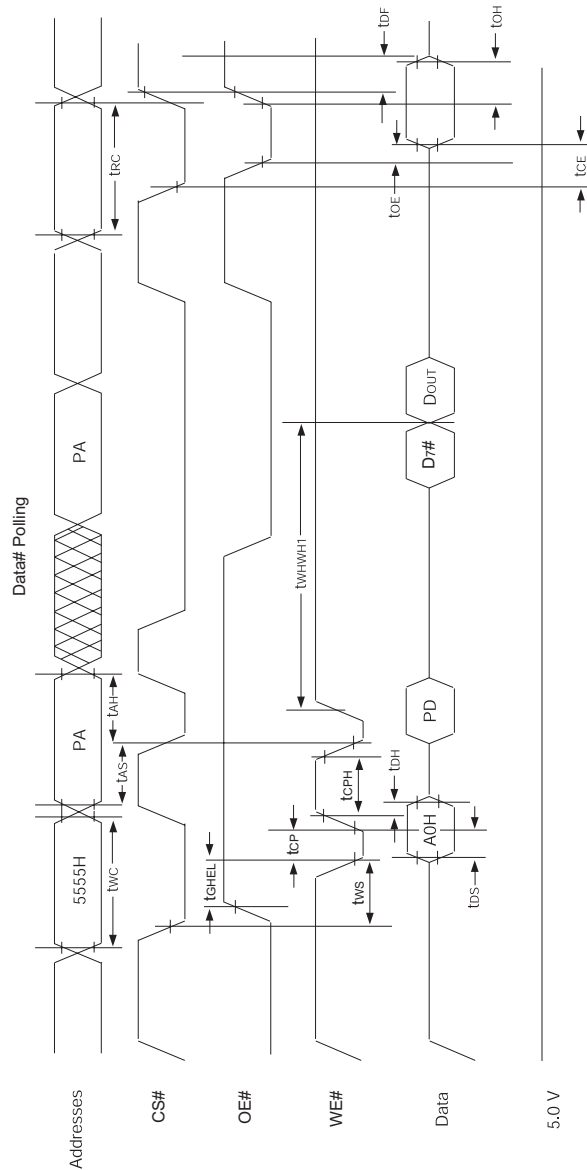 Data# Polling
Addresses
5555H
PA
PA
tWC
tAS
tAH
tRC
CS#
OE#
tGHEL
WE#
tWS
tCP
tCPH
tDH
tWHWH1
Data
tDS
A0H
PD
D7#
DOUT
tOE
tDF
tOH
tCE
5.0 V